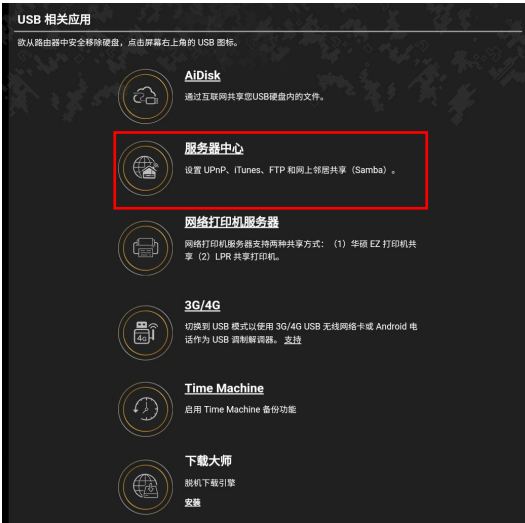 USB 相关应用
欲从路由器中安全移除硬盘，点击屏幕右上角的 USB 图标。
AiDisk
通过互联网共享您USB硬盘内的文件。
服务器中心
设置 UPnP、iTunes、FTP 和网上邻居共享（Samba）。
网络打印机服务器
网络打印机服务器支持两种共享方式：（1）华硕 EZ 打印机共
享（2）LPR 共享打印机。
3G/4G
切换到 USB 模式以使用 3G/4G USB 无线网络卡或 Android 电
话作为 USB 调制解调器。 支持
4G
Time Machine
启用 Time Machine 备份功能
下载大师
脱机下载引擎
安装